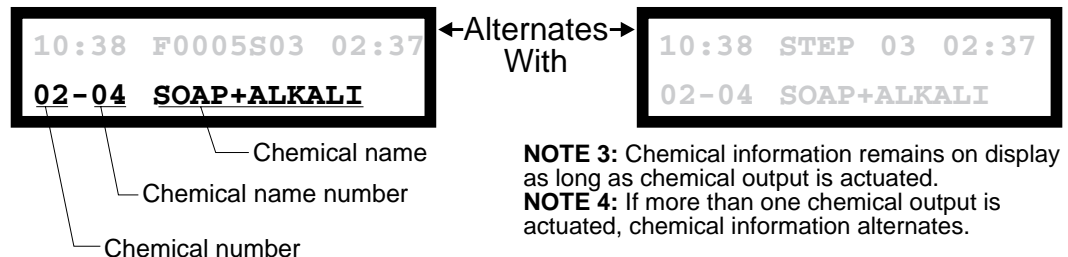 10:38 F0005S03 02:37
02-04 SOAP+ALKALI
Alternates
With
10:38 STEP 03 02:37
02-04 SOAP+ALKALI
Chemical name
Chemical name number
Chemical number
NOTE 3: Chemical information remains on display
as long as chemical output is actuated.
NOTE 4: If more than one chemical output is
actuated, chemical information alternates.